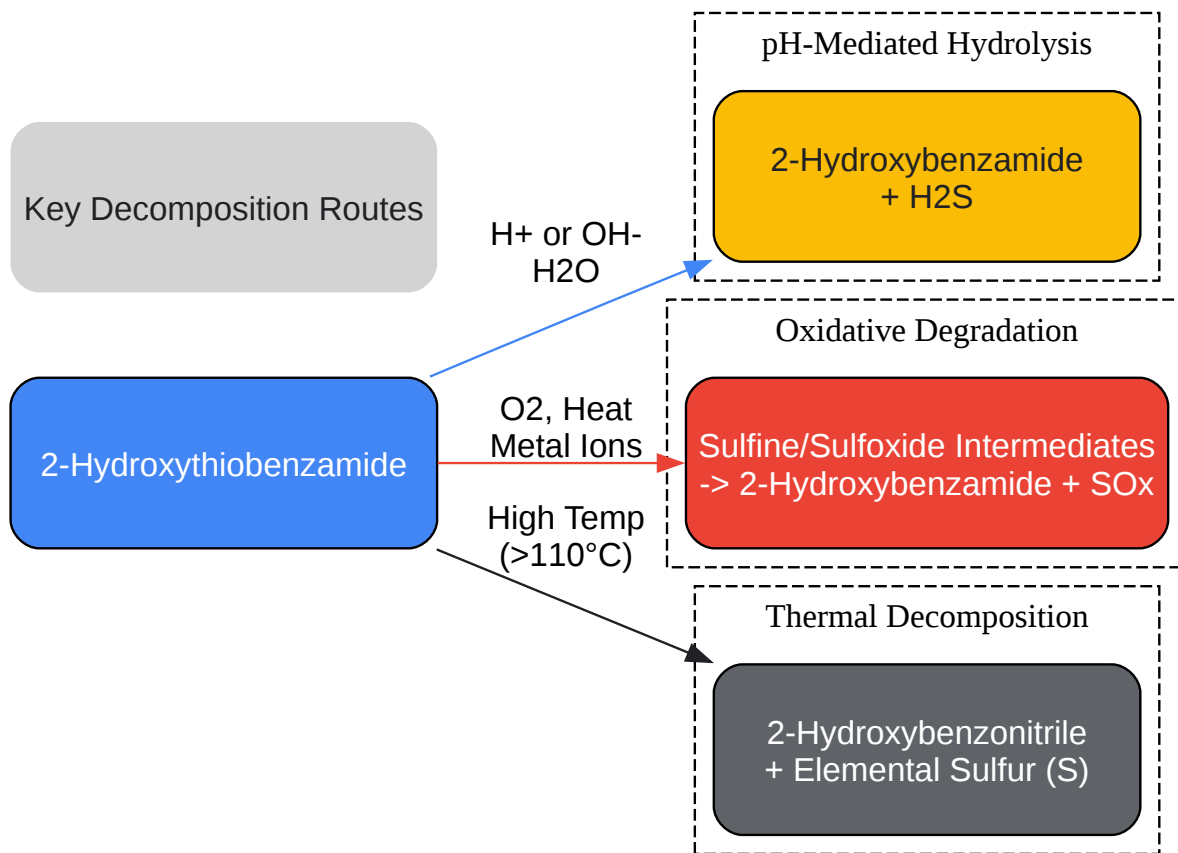 pH-Mediated Hydrolysis
2-Hydroxybenzamide
+ H2S
Key Decomposition Routes
H+ or OH-
H2O
Oxidative Degradation
2-Hydroxythiobenzamide
O2, Heat
Metal Ions
Sulfine/Sulfoxide Intermediates
-> 2-Hydroxybenzamide + SOx
High Temp
(>110°C)
Thermal Decomposition
2-Hydroxybenzonitrile
+ Elemental Sulfur (S)